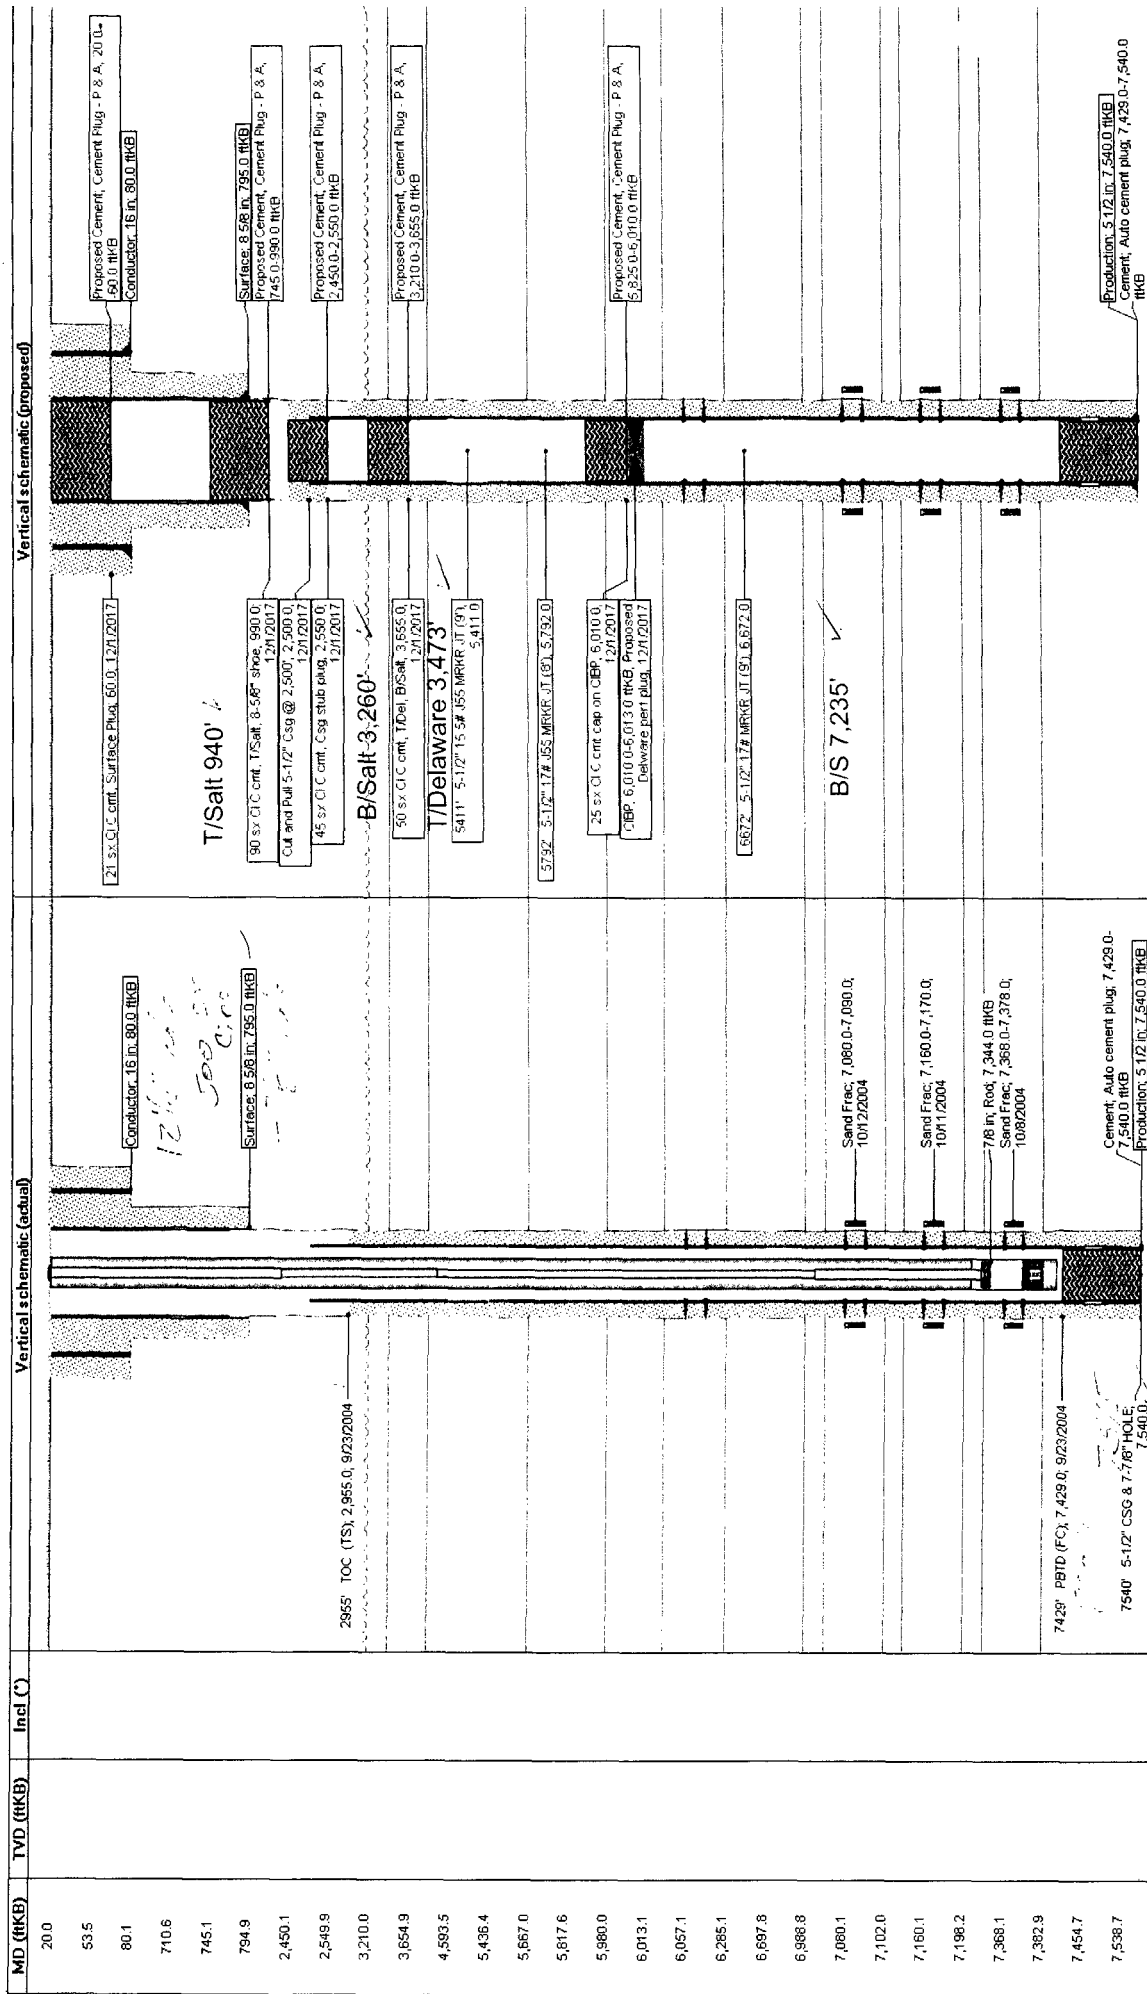 MD (ftKB)
TVD (ftKB)
Incl (°)
Vertical schematic (actual)
Vertical schematic (proposed)
20.0
53.5
80.1
710.6
745.1
794.9
2,450.1
2,549.9
3,210.0
3,654.9
4,593.5
5,436.4
5,667.0
5,817.6
5,980.0
6,013.1
6,057.1
6,285.1
6,697.8
6,988.8
7,080.1
7,102.0
7,160.1
7,198.2
7,368.1
7,382.9
7,454.7
7,538.7
2955' TOC (TS); 2,955.0; 9/23/2004
7429' PBTD (FC); 7,429.0; 9/23/2004
7540' 5-1/2" CSG & 7-7/8" HOLE;
7,540.0;
Conductor; 16 in; 80.0 ftKB
500 sx
Circ
Surface; 8 5/8 in; 795.0 ftKB
Sand Frac; 7,080.0-7,090.0;
10/12/2004
Sand Frac; 7,160.0-7,170.0;
10/11/2004
7/8 in; Rod; 7,344.0 ftKB
Sand Frac; 7,368.0-7,378.0;
10/8/2004
Cement; Auto cement plug; 7,429.0-
7,540.0 ftKB
Production; 5 1/2 in; 7,540.0 ftKB
21 sx Cl C cmt, Surface Plug; 60.0; 12/1/2017
T/Salt 940'
90 sx Cl C cmt, T/Salt, 8-5/8" shoe; 990.0;
12/1/2017
Cut and Pull 5-1/2" Csg @ 2,500'; 2,500.0;
12/1/2017
45 sx Cl C cmt, Csg stub plug; 2,550.0;
12/1/2017
B/Salt 3,260'
50 sx Cl C cmt, T/Del, B/Salt; 3,655.0;
12/1/2017
T/Delaware 3,473'
5411' 5-1/2" 15.5# J55 MRKR JT (9');
5,411.0
5792' 5-1/2" 17# J55 MRKR JT (8'); 5,792.0
25 sx Cl C cmt cap on CIBP; 6,010.0;
12/1/2017
CIBP; 6,010.0-6,013.0 ftKB; Proposed
Delware perf plug; 12/1/2017
6672' 5-1/2" 17# MRKR JT (9'); 6,672.0
B/S 7,235'
Proposed Cement; Cement Plug - P & A; 20.0-
60.0 ftKB
Conductor; 16 in; 80.0 ftKB
Surface; 8 5/8 in; 795.0 ftKB
Proposed Cement; Cement Plug - P & A;
745.0-990.0 ftKB
Proposed Cement; Cement Plug - P & A;
2,450.0-2,550.0 ftKB
Proposed Cement; Cement Plug - P & A;
3,210.0-3,655.0 ftKB
Proposed Cement; Cement Plug - P & A;
5,825.0-6,010.0 ftKB
Production; 5 1/2 in; 7,540.0 ftKB
Cement; Auto cement plug; 7,429.0-7,540.0
ftKB